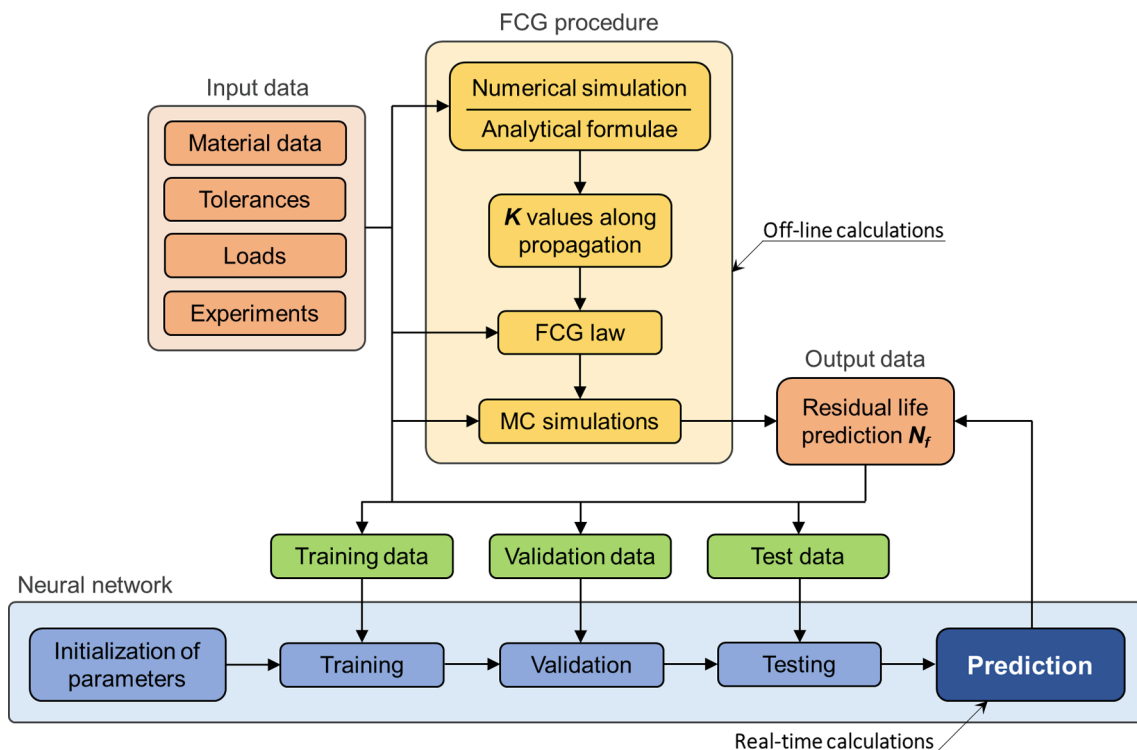 FCG procedure
Input data
Numerical simulation
Analytical formulae
Material data
Tolerances
Loads
Experiments
K values along
propagation
Off-line calculations
FCG law
MC simulations
Output data
Residual life
prediction Nf
Training data
Validation data
Test data
Neural network
Initialization of
parameters
Training
Validation
Testing
Prediction
Real-time calculations